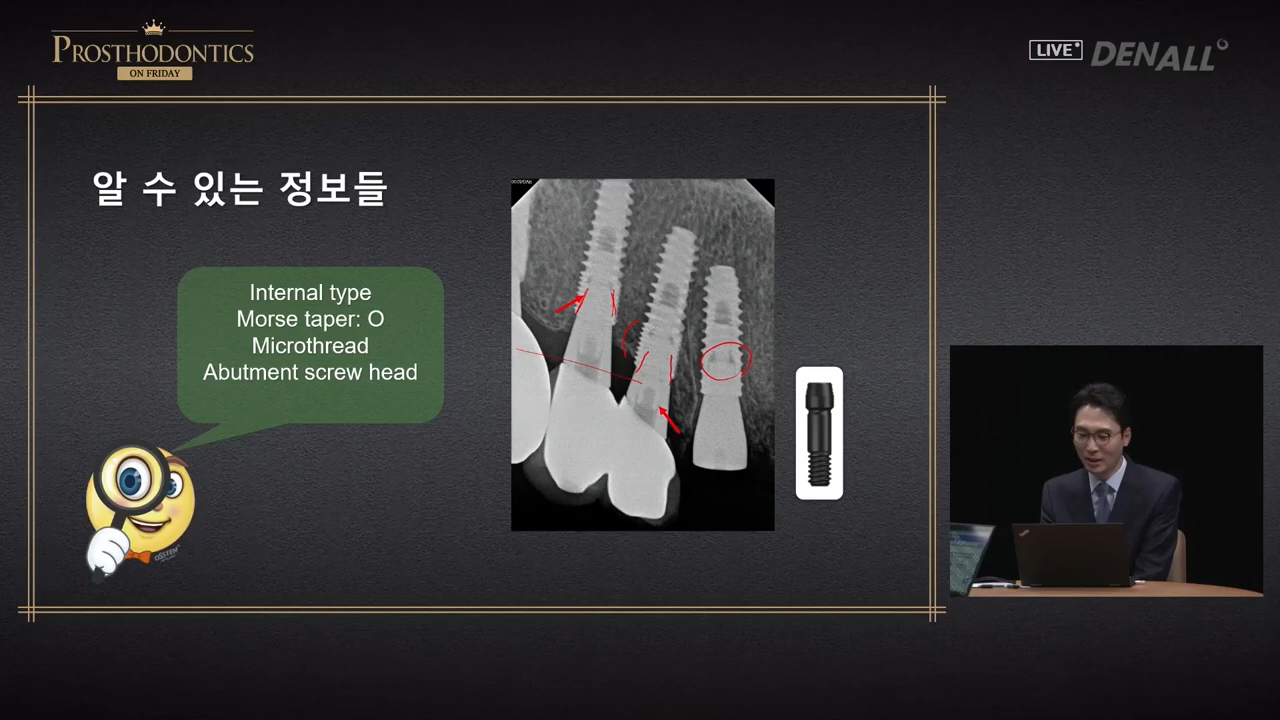 PROSTHODONTICS
ON FRIDAY
LIVE
DENALL
알 수 있는 정보들
Internal type
Morse taper: O
Microthread
Abutment screw head
OSSTEM